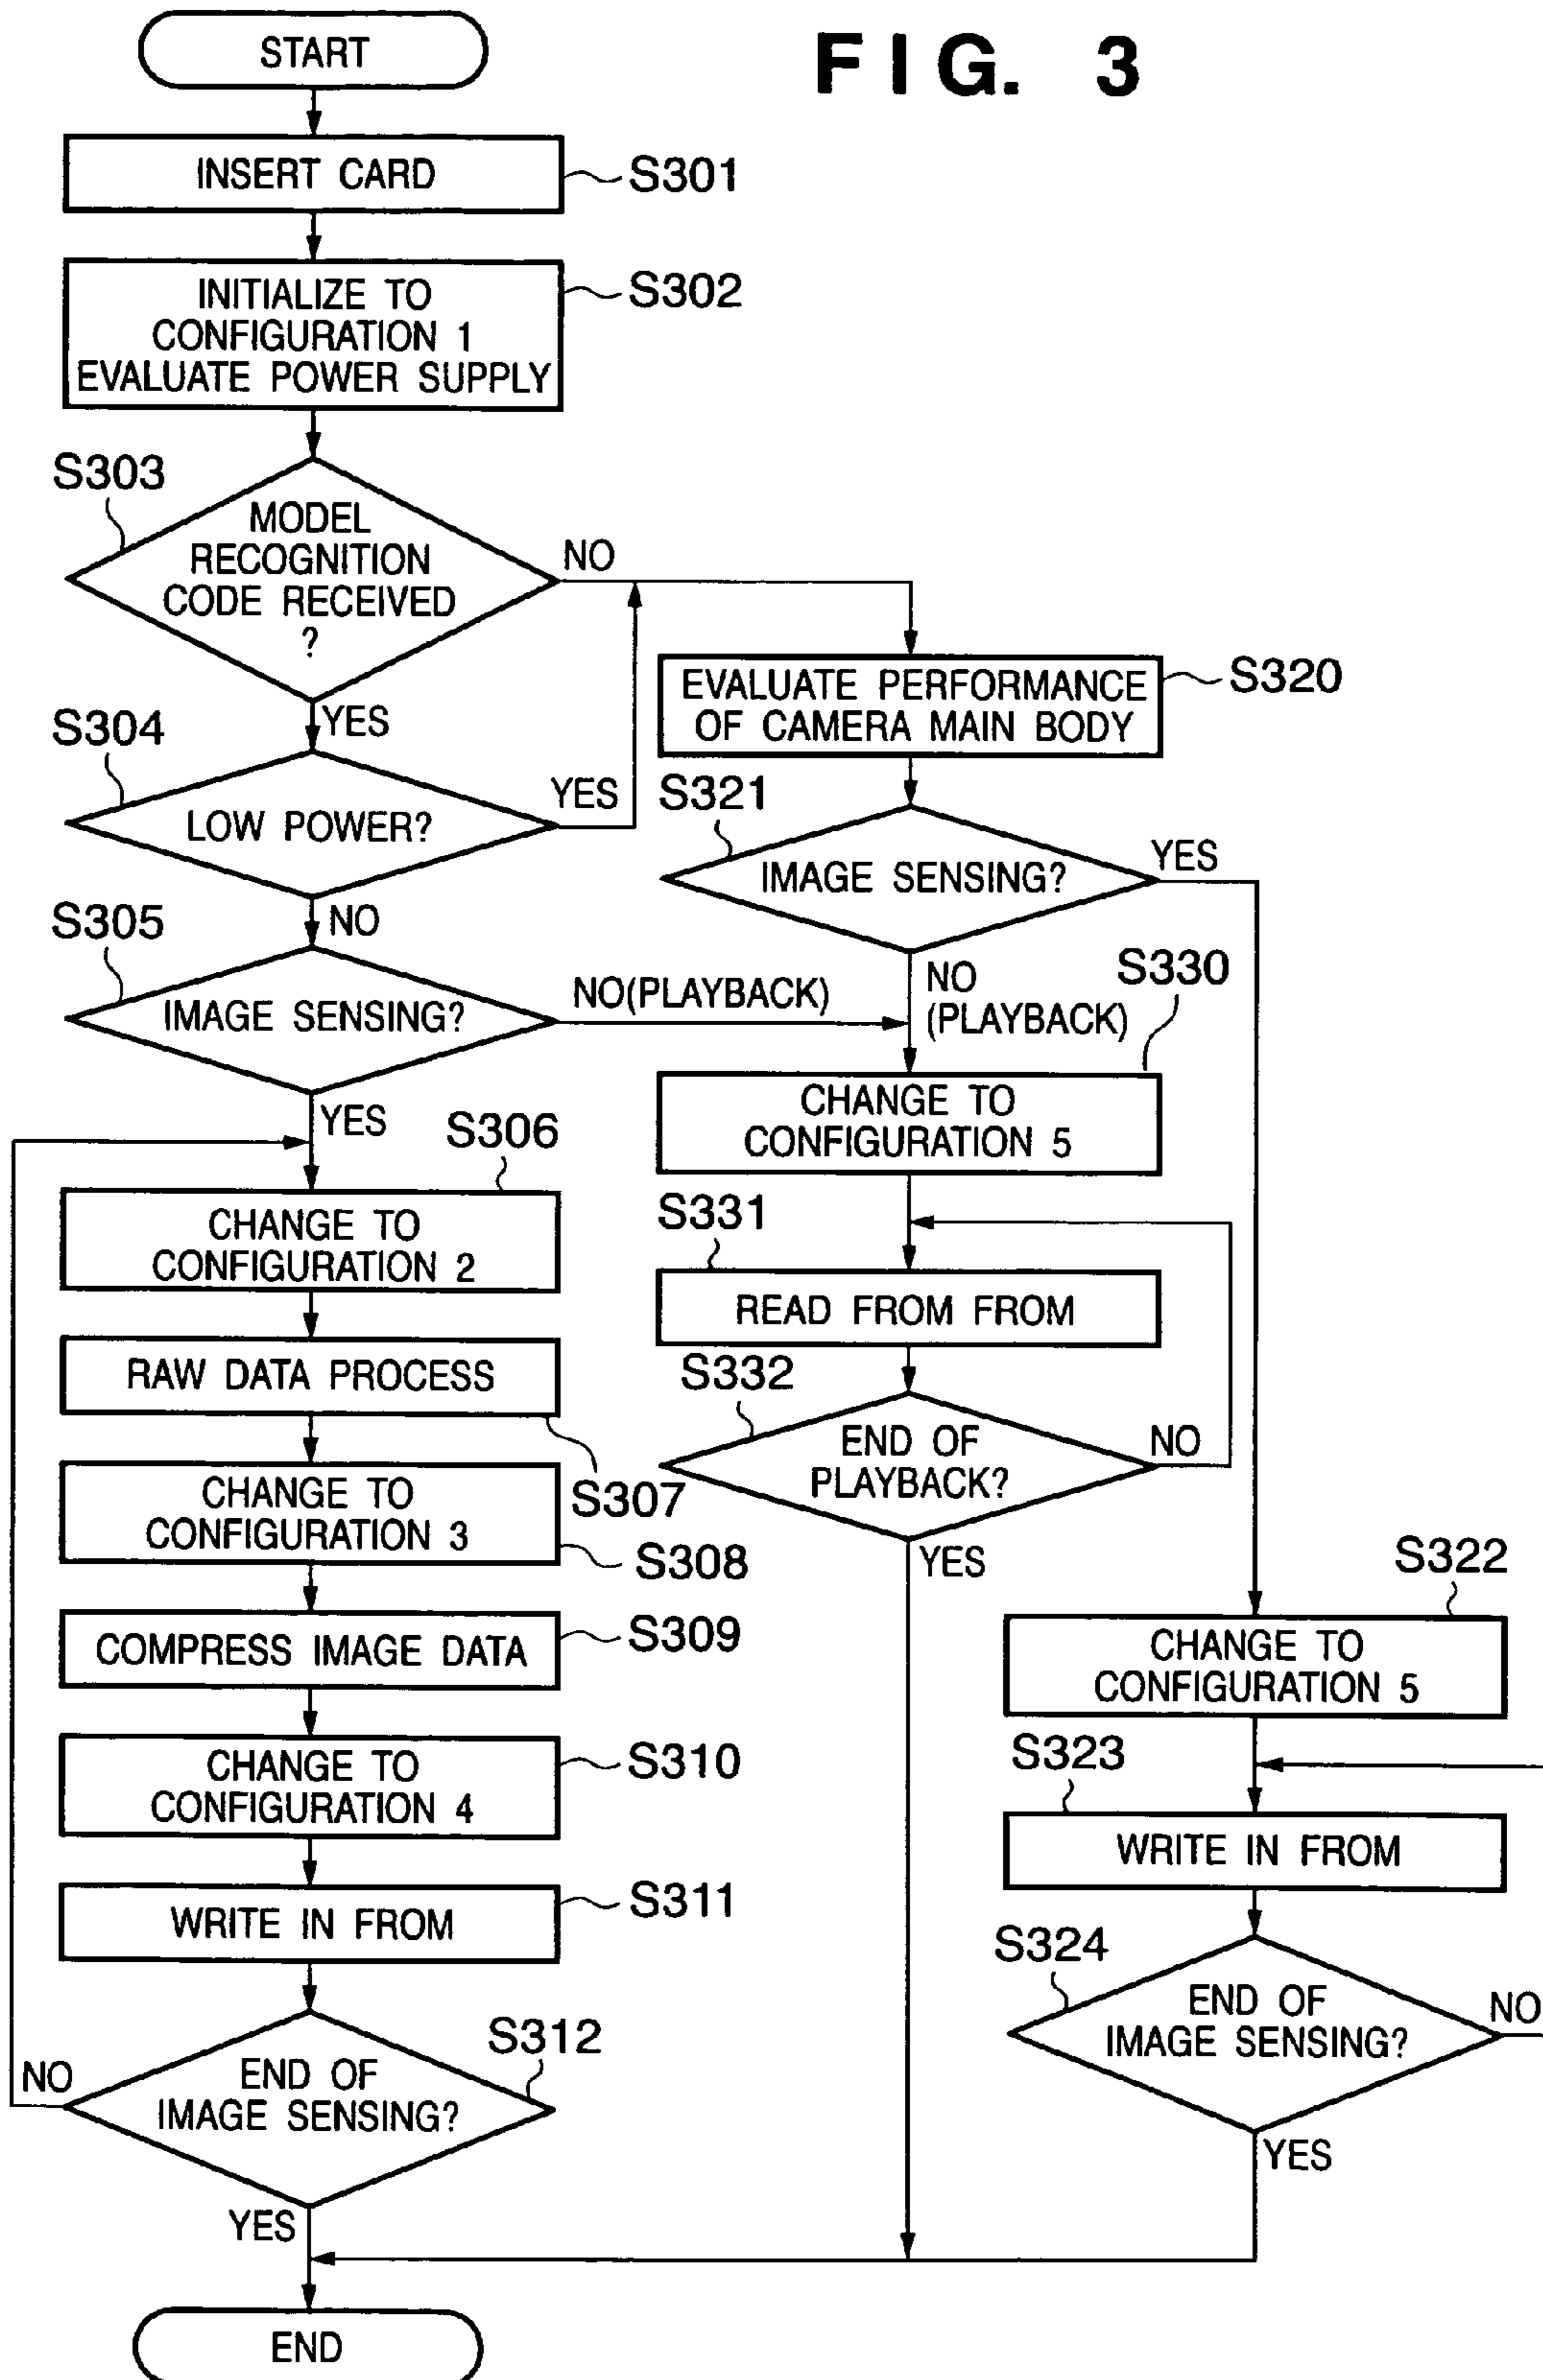 START
FIG. 3
INSERT CARD
S301
INITIALIZE TO
CONFIGURATION 1
EVALUATE POWER SUPPLY
S302
S303
MODEL
RECOGNITION
CODE RECEIVED
?
NO
YES
S304
LOW POWER?
YES
NO
S305
IMAGE SENSING?
NO(PLAYBACK)
YES
S306
CHANGE TO
CONFIGURATION 2
RAW DATA PROCESS
S307
CHANGE TO
CONFIGURATION 3
S308
COMPRESS IMAGE DATA
S309
CHANGE TO
CONFIGURATION 4
S310
WRITE IN FROM
S311
END OF
IMAGE SENSING?
S312
NO
YES
END
EVALUATE PERFORMANCE
OF CAMERA MAIN BODY
S320
S321
IMAGE SENSING?
YES
NO
(PLAYBACK)
S330
CHANGE TO
CONFIGURATION 5
S331
READ FROM FROM
S332
END OF
PLAYBACK?
NO
YES
S322
CHANGE TO
CONFIGURATION 5
S323
WRITE IN FROM
S324
END OF
IMAGE SENSING?
NO
YES